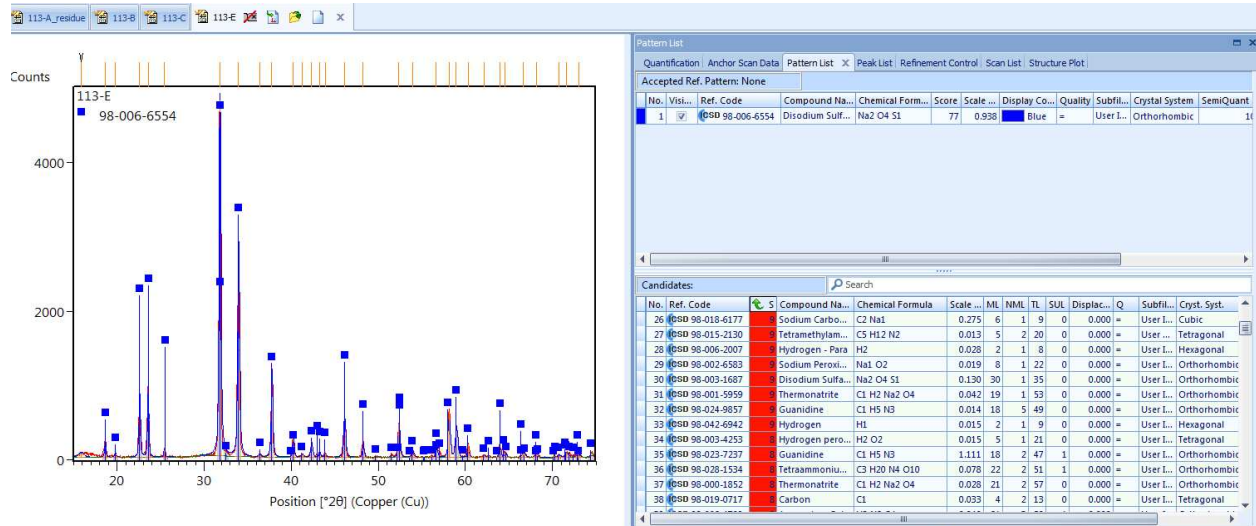 113-A_residue 113-B 113-C 113-E x
Pattern List
Quantification Anchor Scan Data Pattern List X Peak List Refinement Control Scan List Structure Plot
Accepted Ref. Pattern: None
No. Visi... Ref. Code Compound Na... Chemical Form... Score Scale ... Display Co... Quality Subfil... Crystal System SemiQuant
1 ICSD 98-006-6554 Disodium Sulf... Na2 O4 S1 77 0.938 Blue = User I... Orthorhombic
Counts
113-E
98-006-6554
4000
2000
0
20 30 40 50 60 70
Position [°2θ] (Copper (Cu))
Candidates: Search
No. Ref. Code S Compound Na... Chemical Formula Scale ... ML NML TL SUL Displac... Q Subfil... Cryst. Syst.
26 ICSD 98-018-6177 9 Sodium Carbo... C2 Na1 0.275 6 1 9 0 0.000 = User I... Cubic
27 ICSD 98-015-2130 9 Tetramethylam... C5 H12 N2 0.013 5 2 20 0 0.000 = User ... Tetragonal
28 ICSD 98-006-2007 9 Hydrogen - Para H2 0.028 2 1 8 0 0.000 = User I... Hexagonal
29 ICSD 98-002-6583 9 Sodium Peroxi... Na1 O2 0.019 8 1 22 0 0.000 = User I... Orthorhombic
30 ICSD 98-003-1687 9 Disodium Sulfa... Na2 O4 S1 0.130 30 1 35 0 0.000 = User I... Orthorhombic
31 ICSD 98-001-5959 9 Thermonatrite C1 H2 Na2 O4 0.042 19 1 53 0 0.000 = User I... Orthorhombic
32 ICSD 98-024-9857 9 Guanidine C1 H5 N3 0.014 18 5 49 0 0.000 = User I... Orthorhombic
33 ICSD 98-042-6942 9 Hydrogen H1 0.015 2 1 9 0 0.000 = User I... Hexagonal
34 ICSD 98-003-4253 8 Hydrogen pero... H2 O2 0.015 5 1 21 0 0.000 = User I... Tetragonal
35 ICSD 98-023-7237 8 Guanidine C1 H5 N3 1.111 18 2 47 0 0.000 = User I... Orthorhombic
36 ICSD 98-028-1534 8 Tetraammoniu... C3 H20 N4 O10 0.078 22 2 51 1 0.000 = User I... Orthorhombic
37 ICSD 98-000-1852 8 Thermonatrite C1 H2 Na2 O4 0.028 21 2 57 0 0.000 = User I... Orthorhombic
38 ICSD 98-019-0717 8 Carbon C1 0.033 4 2 13 0 0.000 = User I... Tetragonal